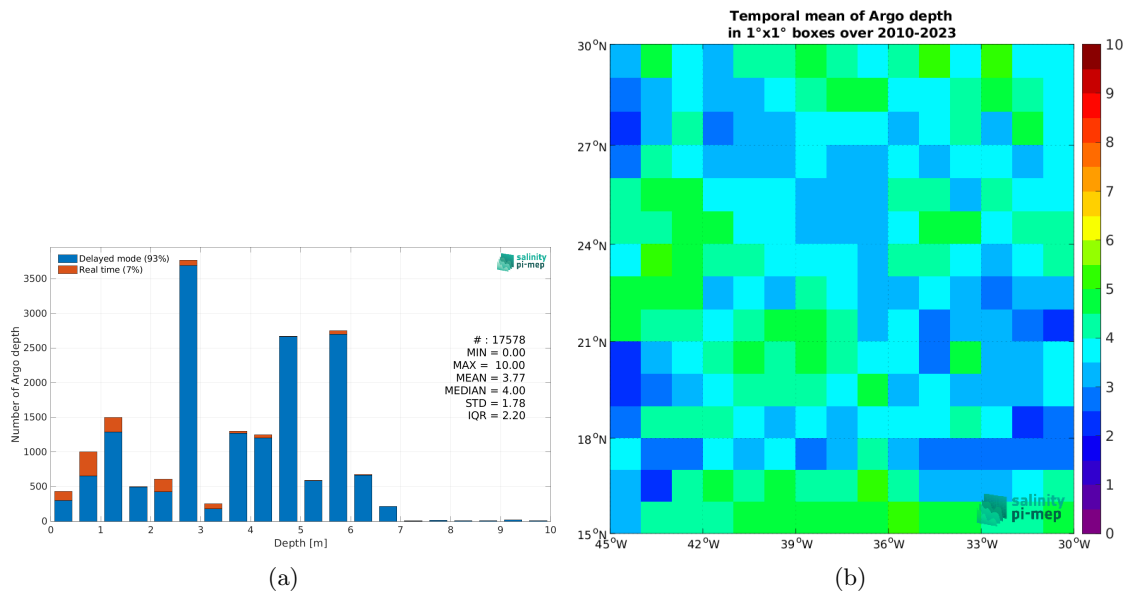 Delayed mode (93%)
Real time (7%)
salinity
pi-mep
# : 17578
MIN = 0.00
MAX = 10.00
MEAN = 3.77
MEDIAN = 4.00
STD = 1.78
IQR = 2.20
Number of Argo depth
3500
3000
2500
2000
1500
1000
500
0
0 1 2 3 4 5 6 7 8 9 10
Depth [m]
(a)
Temporal mean of Argo depth
in 1°x1° boxes over 2010-2023
30°N
27°N
24°N
21°N
18°N
15°N
45°W 42°W 39°W 36°W 33°W 30°W
10
9
8
7
6
5
4
3
2
1
0
salinity
pi-mep
(b)